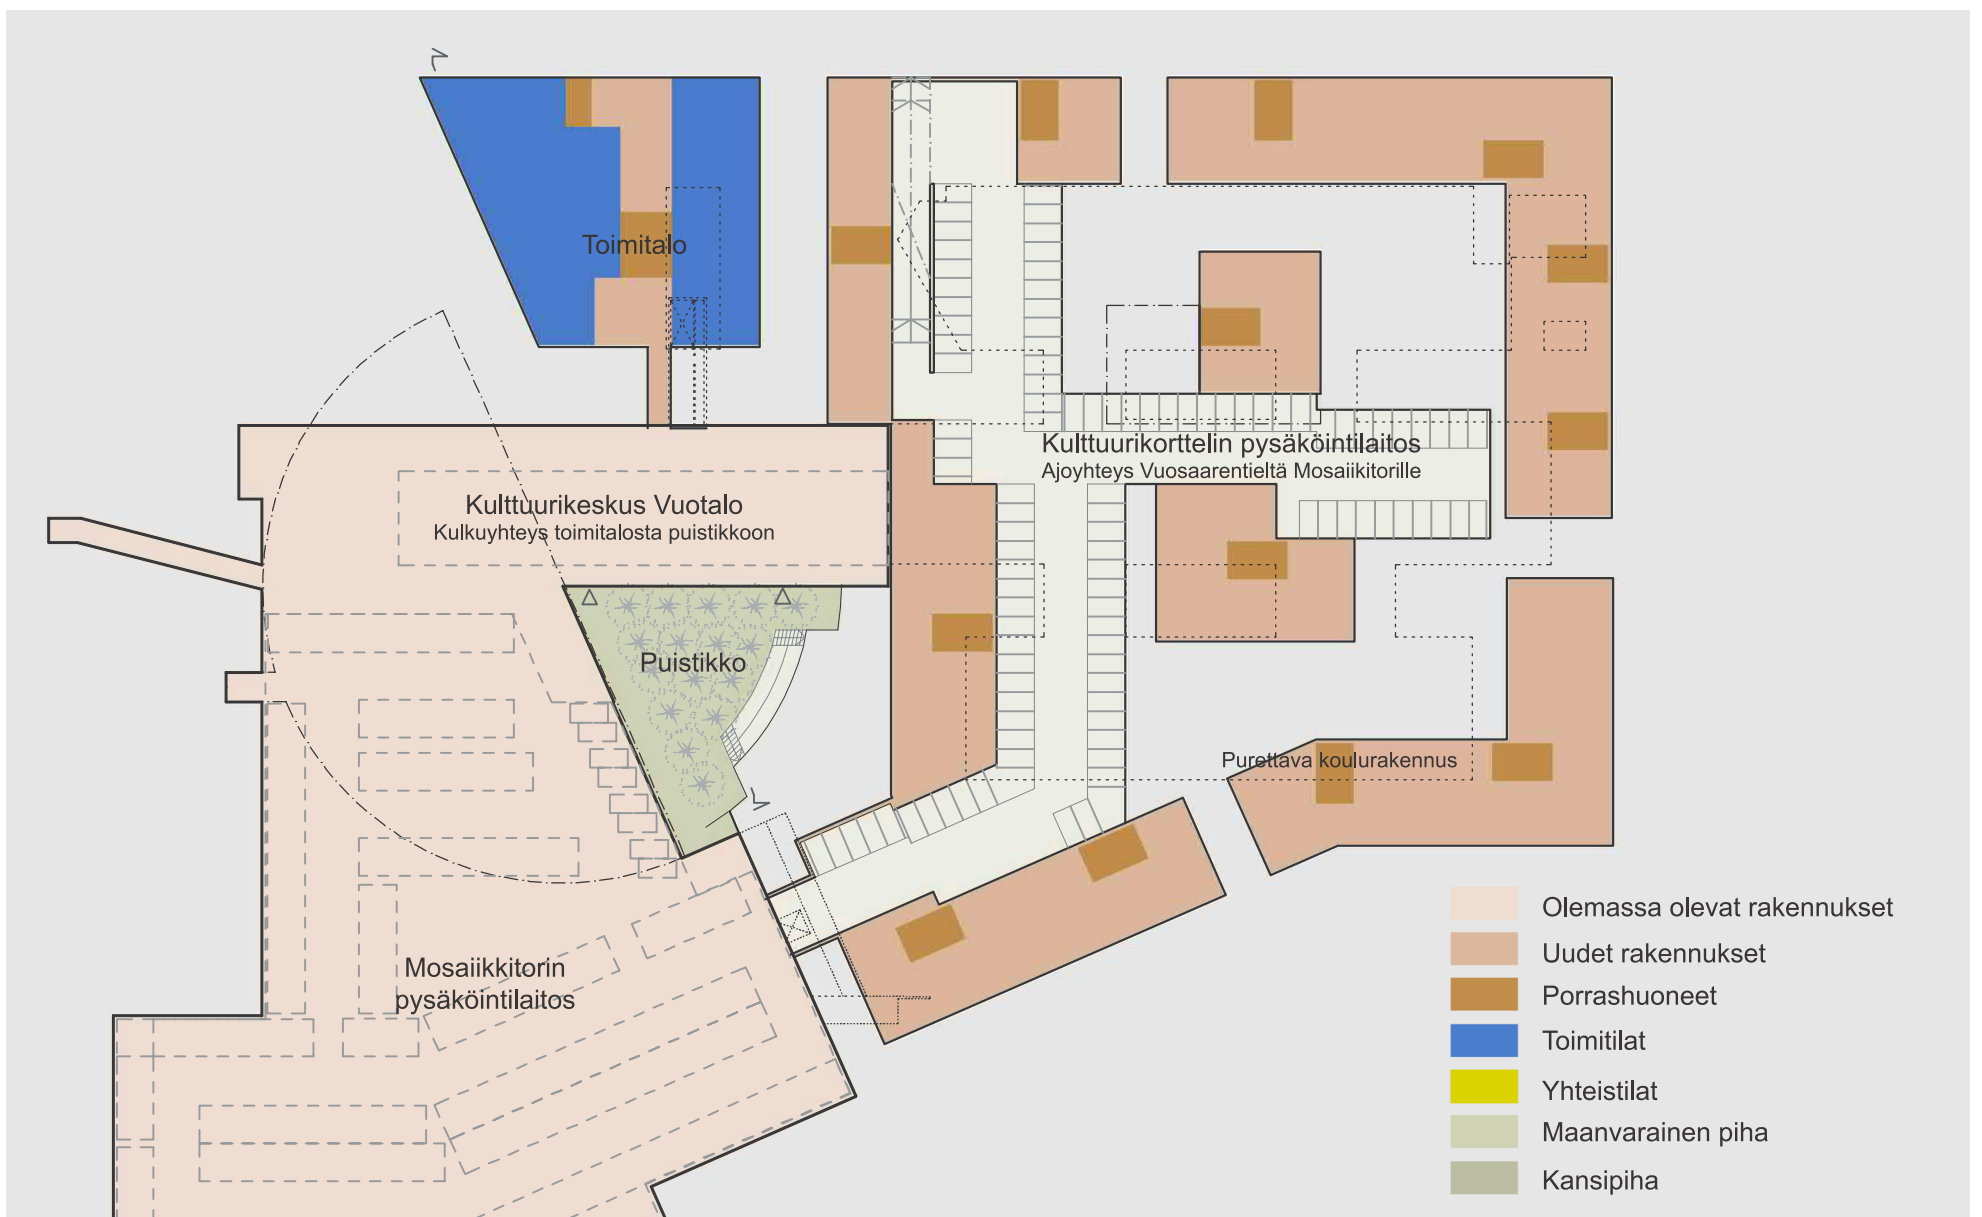 Toimitalo
Kulttuurikorttelin pysäköintilaitos
Ajoyhteys Vuosaarentieltä Mosaiikitorille
Kulttuurikeskus Vuotalo
Kulkuyhteys toimitalosta puistikkoon
Puistikko
Purettava koulurakennus
Mosaiikkitorin
pysäköintilaitos
Olemassa olevat rakennukset
Uudet rakennukset
Porrashuoneet
Toimitilat
Yhteistilat
Maanvarainen piha
Kansipiha